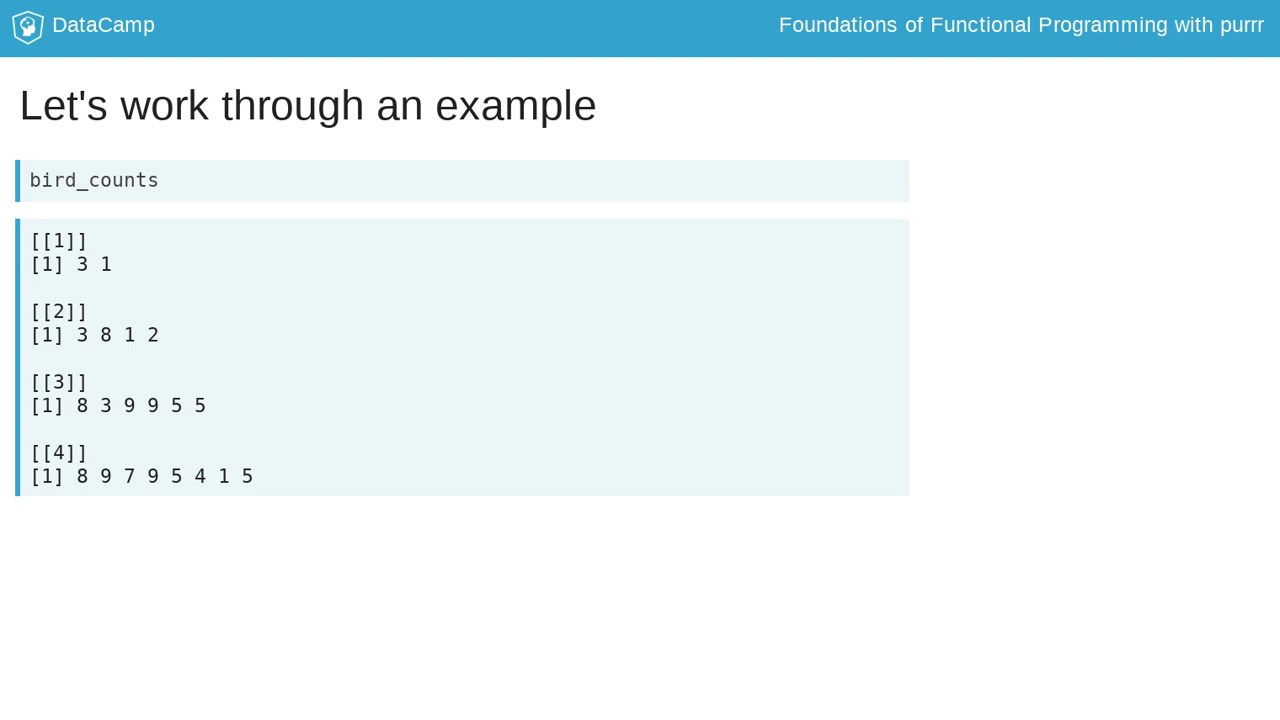 DataCamp
Foundations of Functional Programming with purrr
Let's work through an example
bird_counts
[[1]]
[1] 3 1
[[2]]
[1] 3 8 1 2
[[3]]
[1] 8 3 9 9 5 5
[[4]]
[1] 8 9 7 9 5 4 1 5